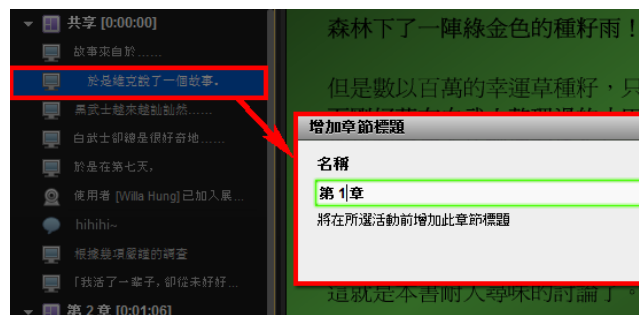 共享 [0:00:00]
故事來自於......
於是維克說了一個故事.
黑武士越來越訕訕然......
白武士卻總是很好奇地......
於是在第七天,
使用者 [Willa Hung] 已加入展...
hihihi~
根據幾項嚴謹的調查
「我活了一輩子, 卻從未好好...
第 2 章 [0:01:06]
森林下了一陣綠金色的種籽雨！
但是數以百萬的幸運草種籽，只
增加章節標題
名稱
第 1章
將在所選活動前增加此章節標題
這就是本書耐人尋味的討論了。